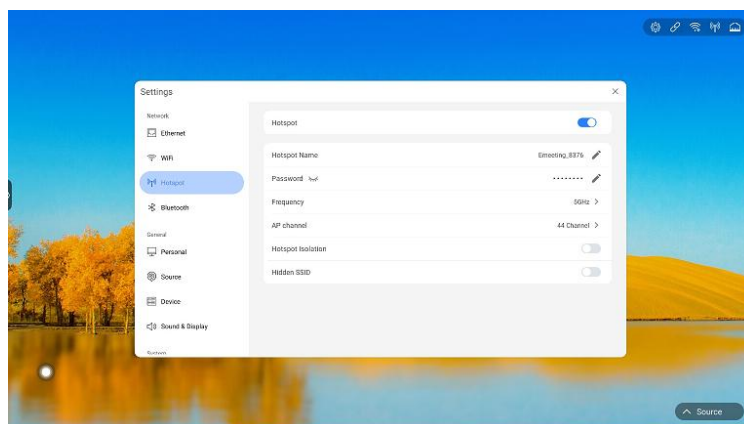 Settings
Network
Ethernet
Wifi
Hotspot
Bluetooth
General
Personal
Source
Device
Sound & Display
System
Hotspot
Hotspot Name Emeeting_8376
Password ········
Frequency 5GHz
AP channel 44 Channel
Hotspot Isolation
Hidden SSID
Source